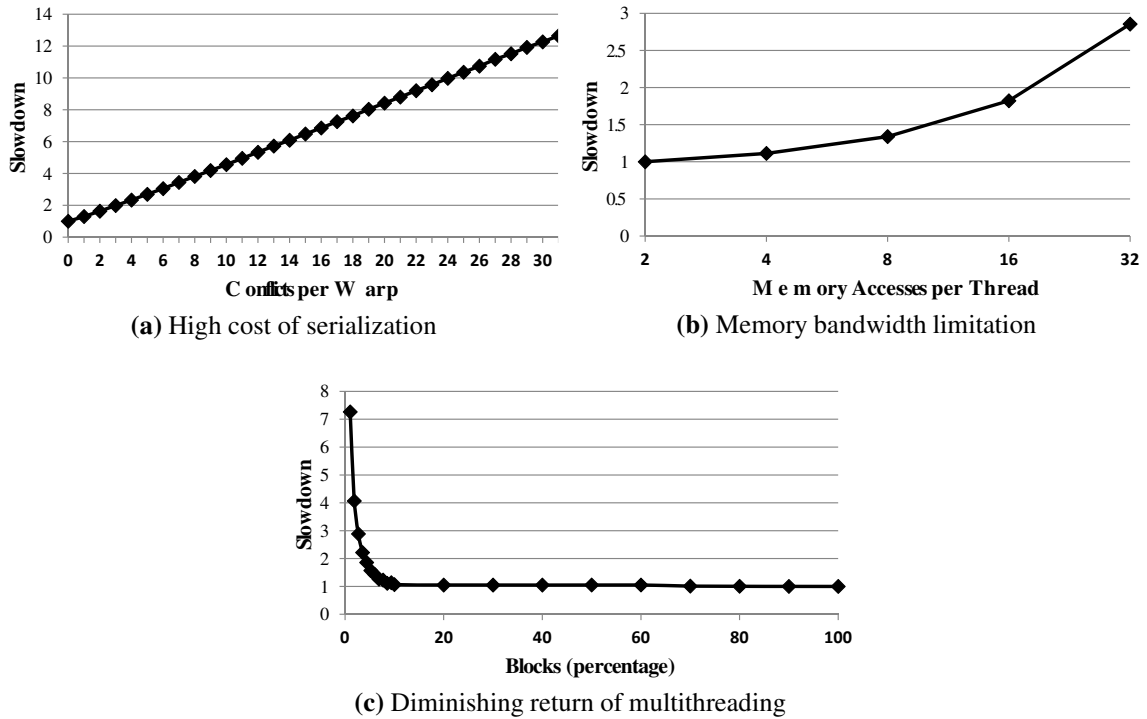 14
12
10
8
6
4
2
0
Slowdown
0 2 4 6 8 10 12 14 16 18 20 22 24 26 28 30
C onflicts per W arp
(a) High cost of serialization
3
2.5
2
1.5
1
0.5
0
Slowdown
2 4 8 16 32
M e m ory Accesses per Thread
(b) Memory bandwidth limitation
8
7
6
5
4
3
2
1
0
Slowdown
0 20 40 60 80 100
Blocks (percentage)
(c) Diminishing return of multithreading